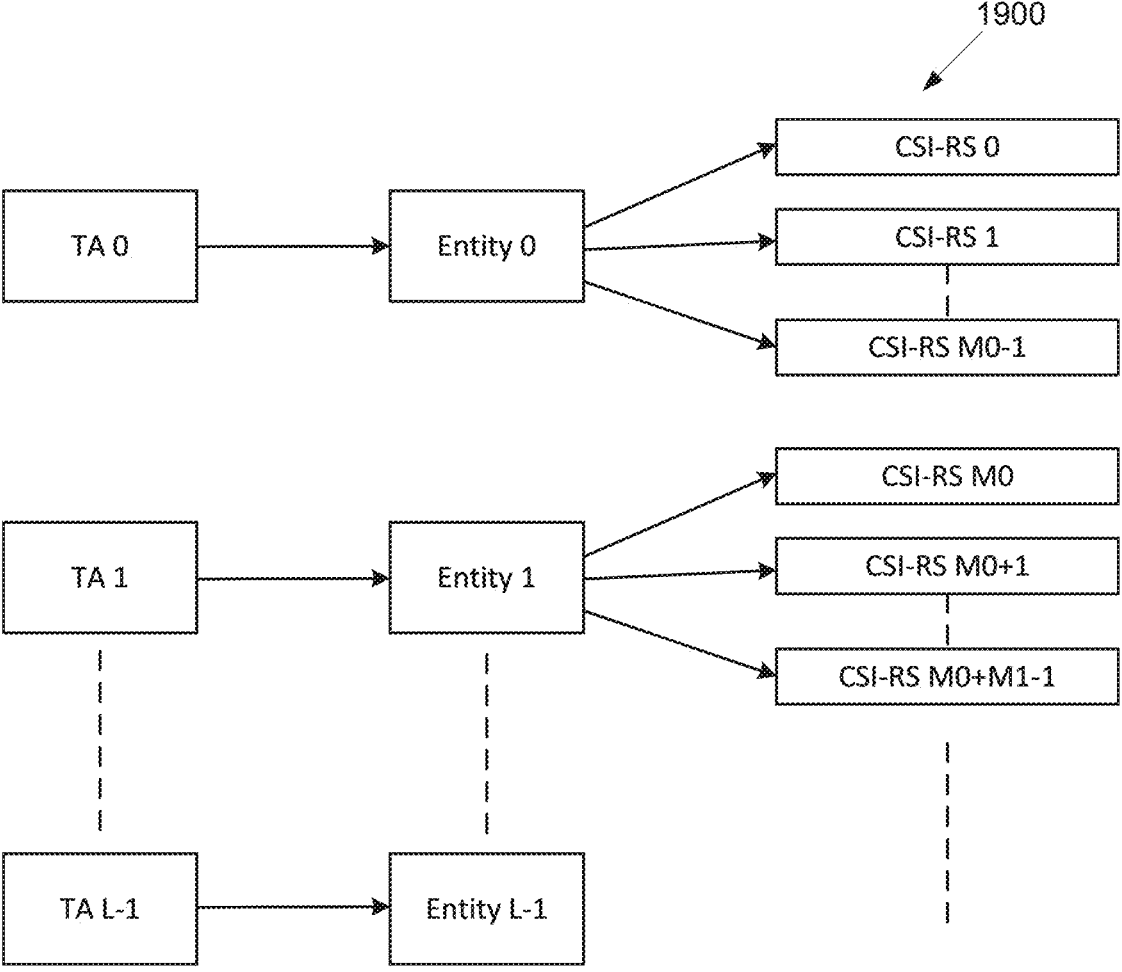 1900
CSI-RS 0
TA 0
Entity 0
CSI-RS 1
CSI-RS M0-1
CSI-RS M0
TA 1
Entity 1
CSI-RS M0+1
CSI-RS M0+M1-1
TA L-1
Entity L-1